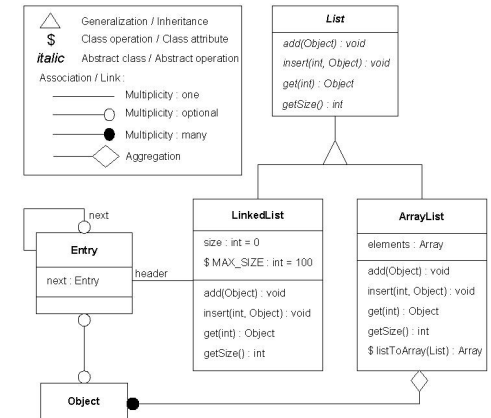 Generalization / Inheritance
$ Class operation / Class attribute
italic Abstract class / Abstract operation
Association / Link :
Multiplicity : one
Multiplicity : optional
Multiplicity : many
Aggregation
List
add(Object) : void
insert(int, Object) : void
get(int) : Object
getSize() : int
next
Entry
next : Entry
header
LinkedList
size : int = 0
$ MAX_SIZE : int = 100
add(Object) : void
insert(int, Object) : void
get(int) : Object
getSize() : int
ArrayList
elements : Array
add(Object) : void
insert(int, Object) : void
get(int) : Object
getSize() : int
$ listToArray(List) : Array
Object